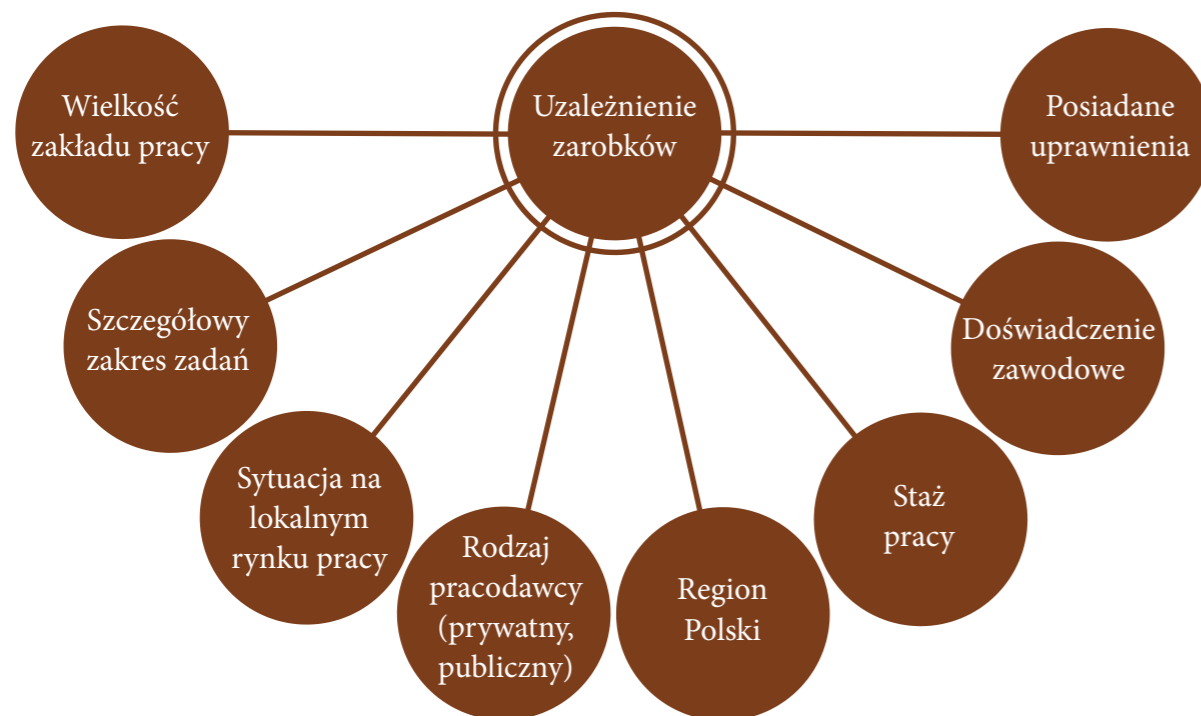 Uzależnienie
zarobków
Wielkość
zakładu pracy
Szczegółowy
zakres zadań
Sytuacja na
lokalnym
rynku pracy
Rodzaj
pracodawcy
(prywatny,
publiczny)
Region
Polski
Staż
pracy
Doświadczenie
zawodowe
Posiadane
uprawnienia